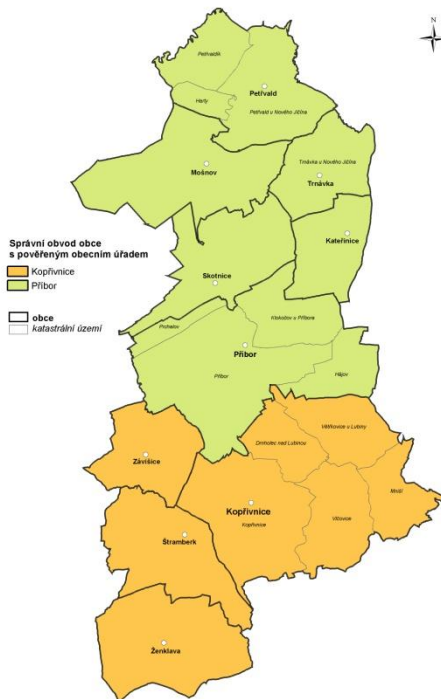 N
Petřvaldík
Petřvald
Harty
Petřvald u Nového Jičína
Mošnov
Trnávka u Nového Jičína
Trnávka
Kateřinice
Skotnice
Správní obvod obce
s pověřeným obecním úřadem
Kopřivnice
Příbor
obce
katastrální území
Prchalov
Klokočov u Příbora
Příbor
Příbor
Hájov
Větřkovice u Lubiny
Drnholec nad Lubinou
Závišice
Mniší
Kopřivnice
Vlčovice
Kopřivnice
Štramberk
Ženklava